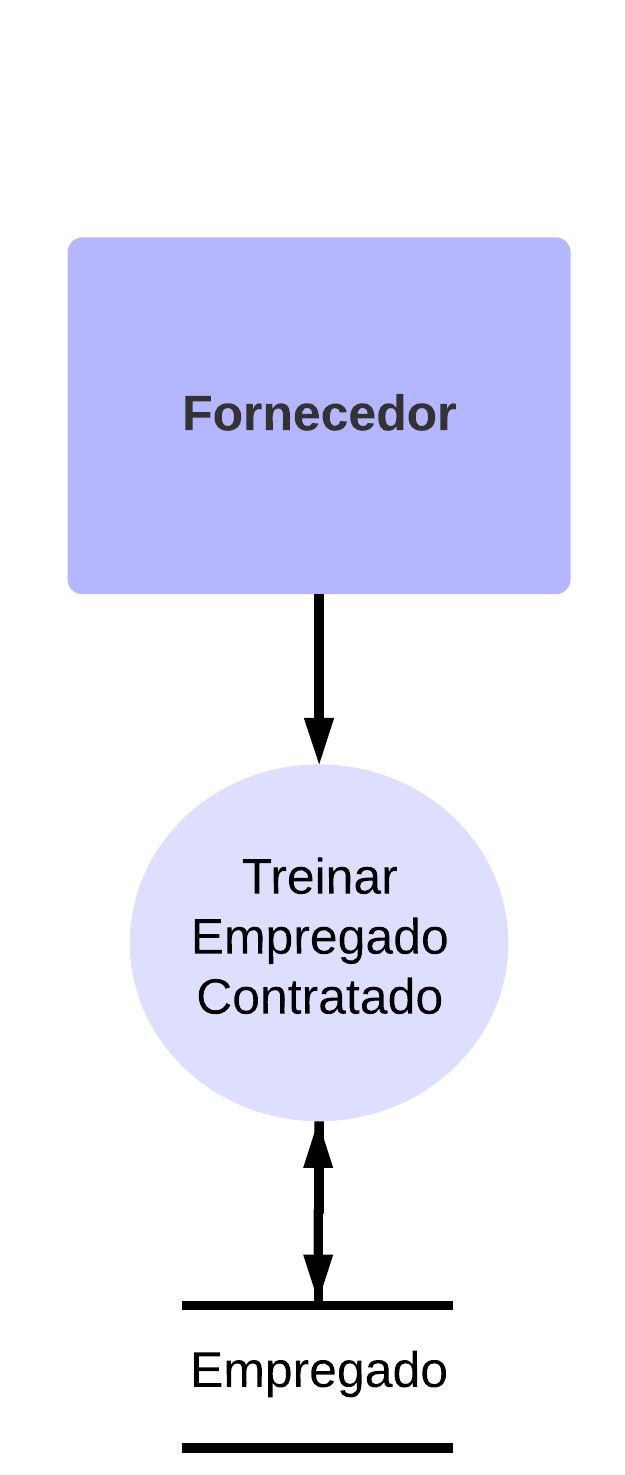 Fornecedor
Treinar
Empregado
Contratado
Empregado